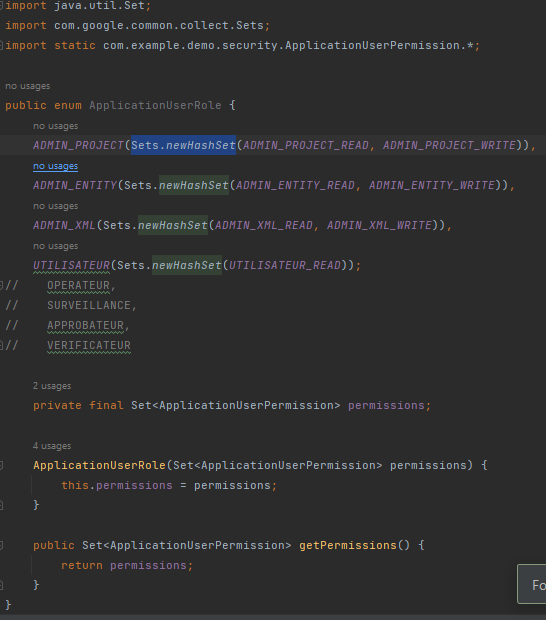 import java.util.Set;
import com.google.common.collect.Sets;
import static com.example.demo.security.ApplicationUserPermission.*;
no usages
public enum ApplicationUserRole {
no usages
ADMIN_PROJECT(Sets.newHashSet(ADMIN_PROJECT_READ, ADMIN_PROJECT_WRITE)),
no usages
ADMIN_ENTITY(Sets.newHashSet(ADMIN_ENTITY_READ, ADMIN_ENTITY_WRITE)),
no usages
ADMIN_XML(Sets.newHashSet(ADMIN_XML_READ, ADMIN_XML_WRITE)),
no usages
UTILISATEUR(Sets.newHashSet(UTILISATEUR_READ));
// OPERATEUR,
// SURVEILLANCE,
// APPROBATEUR,
// VERIFICATEUR
2 usages
private final Set<ApplicationUserPermission> permissions;
4 usages
ApplicationUserRole(Set<ApplicationUserPermission> permissions) {
this.permissions = permissions;
}
public Set<ApplicationUserPermission> getPermissions() {
return permissions;
}
Fo
}